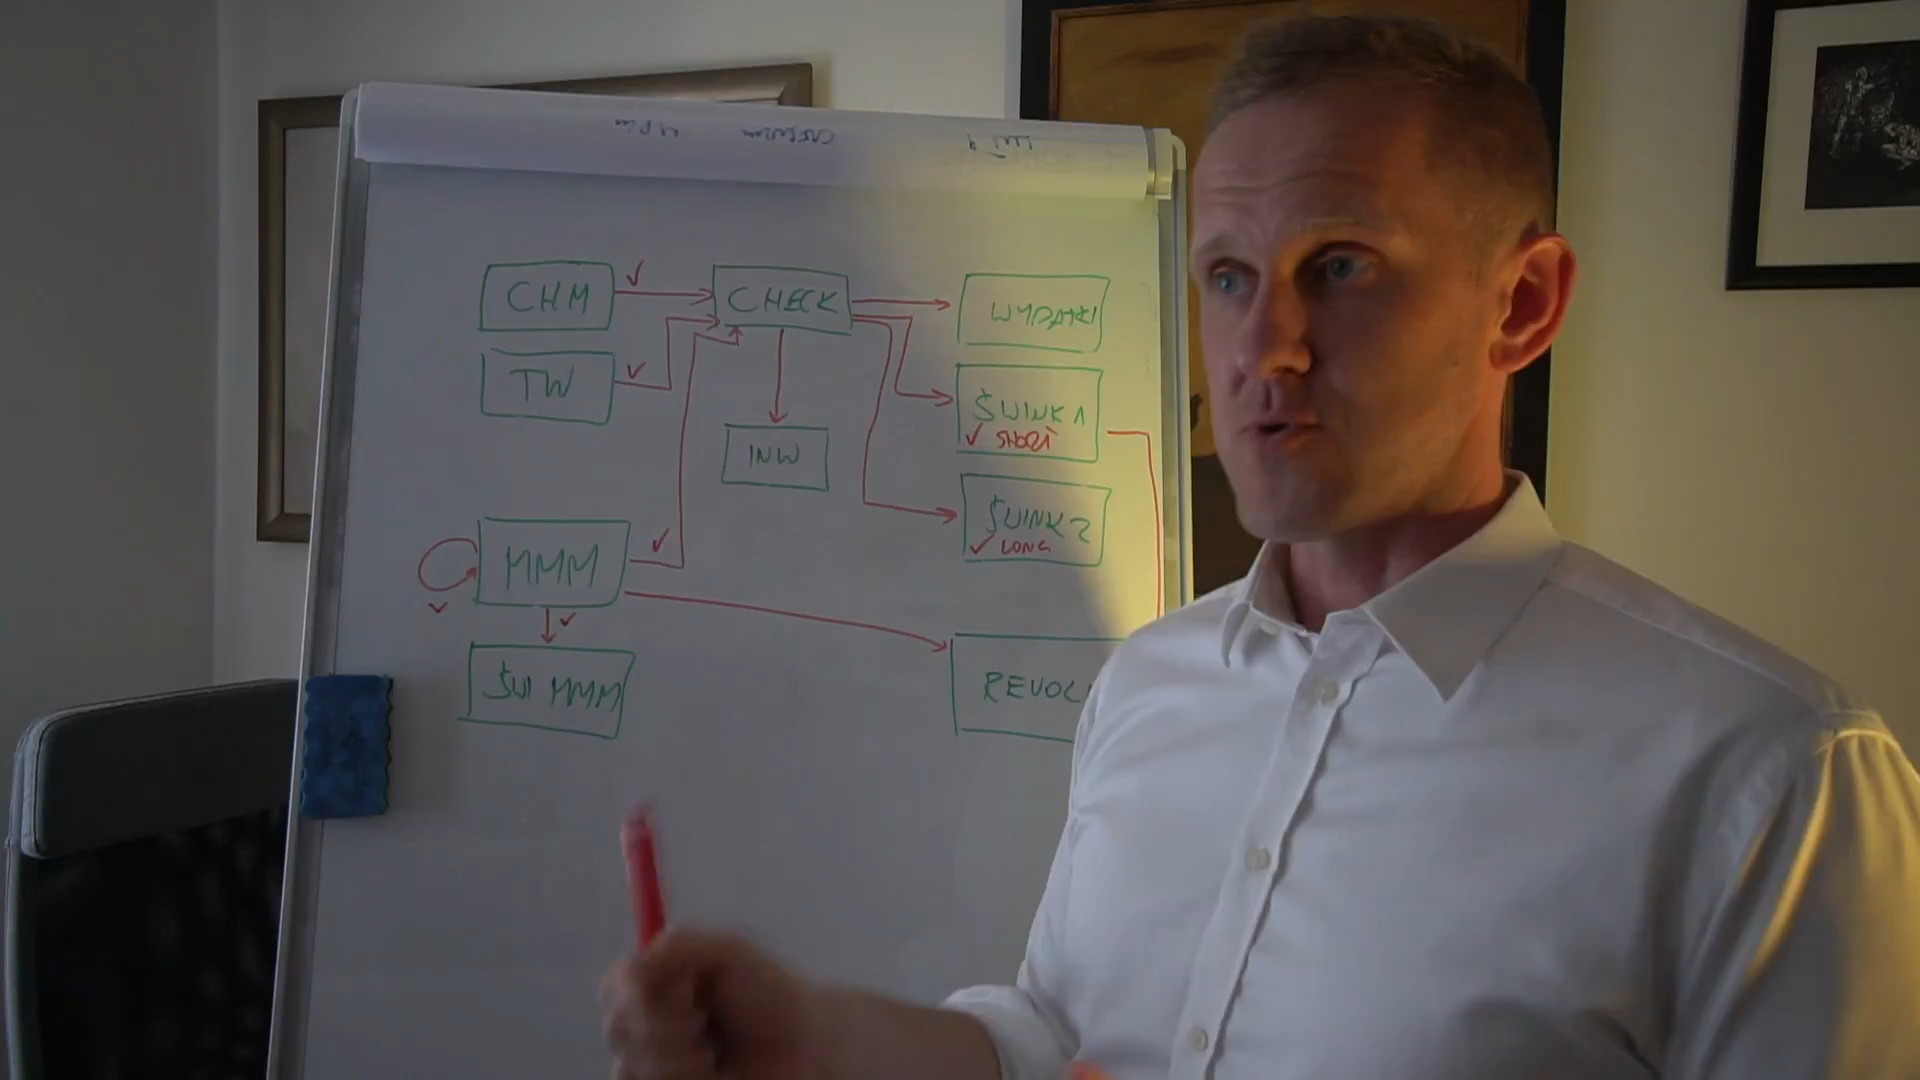 CHM
CHECK
WYDATKI
TW
ŚWINKA 1
SHORT
INW
ŚWINKA 2
LONG
MMM
ŚWI MMM
REVOL